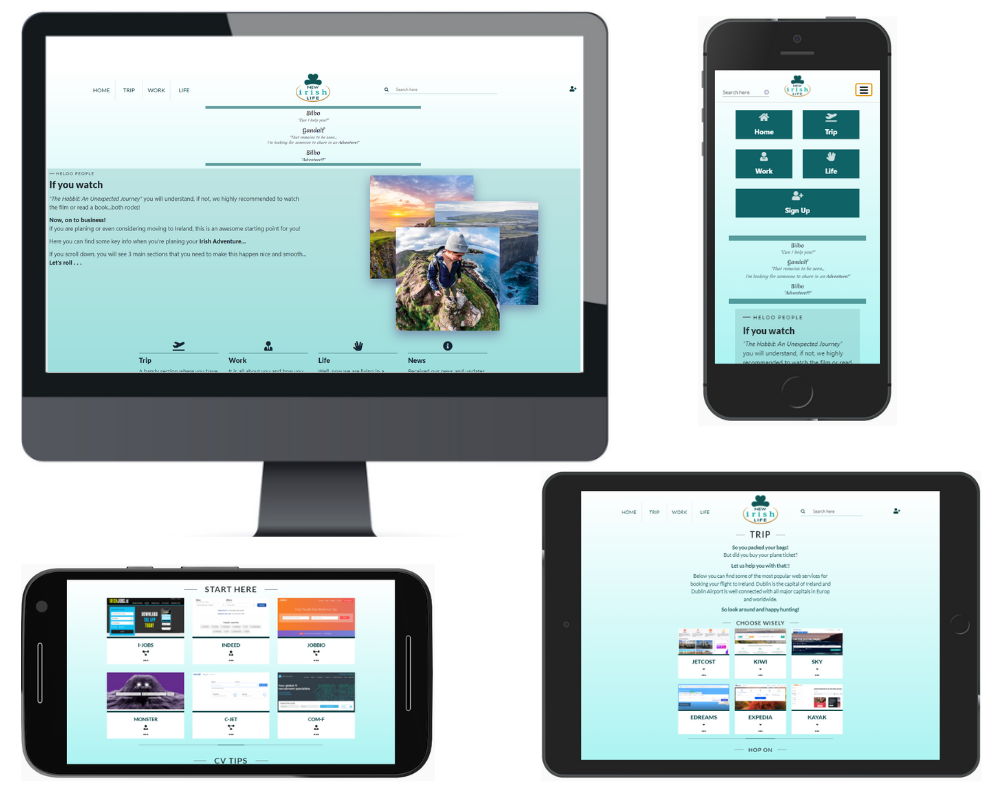 HOME TRIP WORK LIFE
NEW
irish
LIFE
Search here
Bilbo
"Can I help you?"
Gandalf
"That remains to be seen...
I'm looking for someone to share in an Adventure!"
Bilbo
"Adventure?!"
HELOO PEOPLE
If you watch
"The Hobbit: An Unexpected Journey" you will understand, if not, we highly recommended to watch
the film or read a book...both rocks!
Now, on to business!
If you are planing or even considering moving to Ireland, this is an awesome starting point for you!
Here you can find some key info when you're planing your Irish Adventure...
If you scroll down, you will see 3 main sections that you need to make this happen nice and smooth...
Let's roll . . .
Trip Work Life News
A handy section where you have It is all about you and how you Well, now we are living in a Received our news and updates
Search here
NEW
irish
LIFE
Home Trip
Work Life
Sign Up
Bilbo
"Can I help you?"
Gandalf
"That remains to be seen...
I'm looking for someone to share in an Adventure!"
Bilbo
"Adventure?!"
HELOO PEOPLE
If you watch
"The Hobbit: An Unexpected Journey"
you will understand, if not, we highly
recommended to watch the film or read
START HERE
I-JOBS INDEED JOBBIO
MONSTER C-JET COM-F
CV TIPS
HOME TRIP WORK LIFE
NEW
irish
LIFE
Search here
TRIP
So you packed your bags!
But did you buy your plane ticket?
Let us help you with that!!
Below you can find some of the most popular web services for
booking your flight to Ireland. Dublin is the capital of Ireland and
Dublin Airport is well connected with all major capitals in Europ
and worldwide.
So look around and happy hunting!
CHOOSE WISELY
JETCOST KIWI SKY
EDREAMS EXPEDIA KAYAK
HOP ON